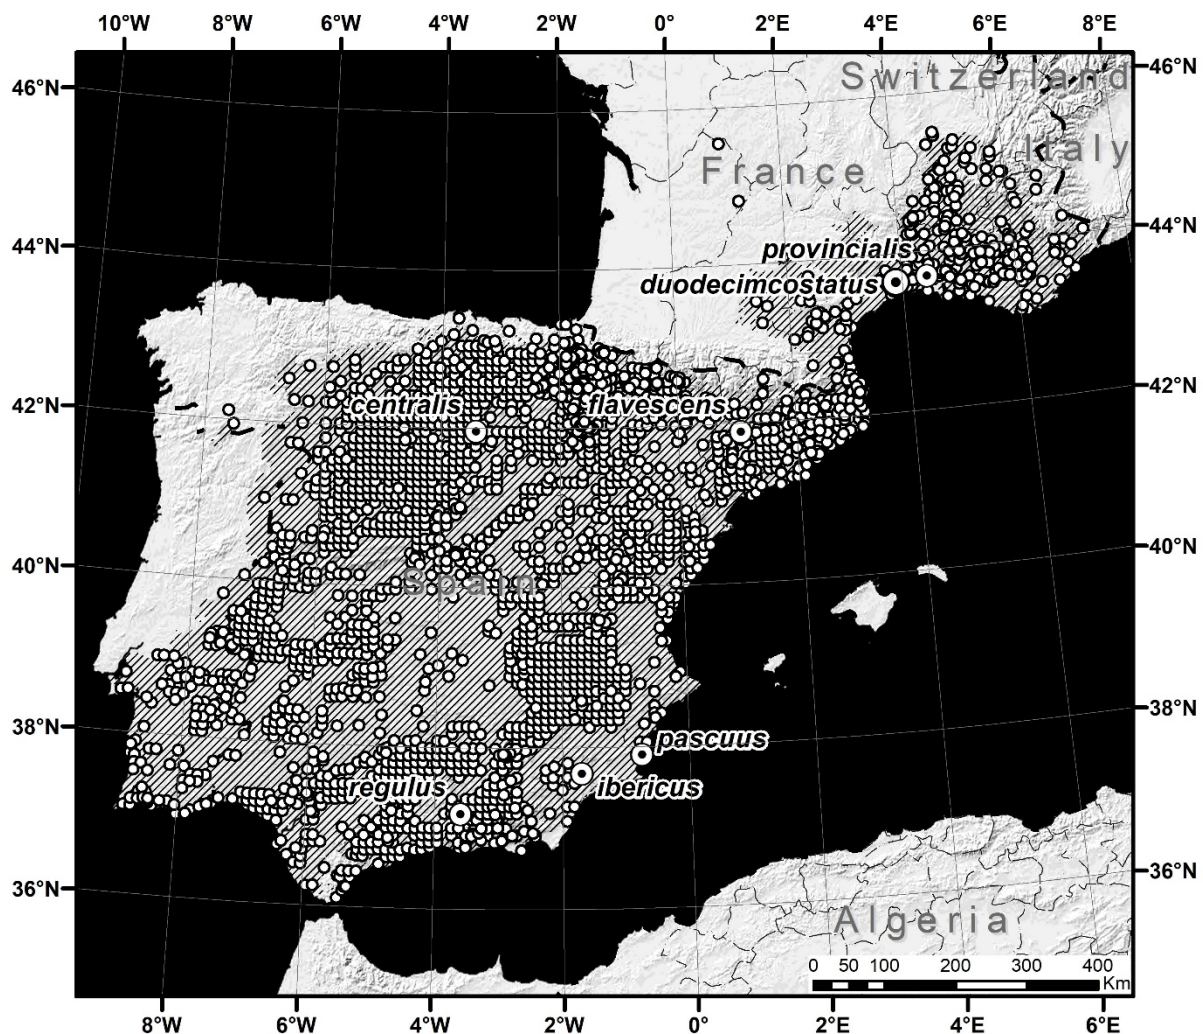 10°W 8°W 6°W 4°W 2°W 0° 2°E 4°E 6°E 8°E
46°N 46°N
Switzerland
France Italy
44°N 44°N
provincialis
duodecimcostatus
42°N 42°N
centralis flavescens
40°N 40°N
Spain
38°N 38°N
pascuus
regulus ibericus
36°N 36°N
Algeria
0 50 100 200 300 400
Km
8°W 6°W 4°W 2°W 0° 2°E 4°E 6°E